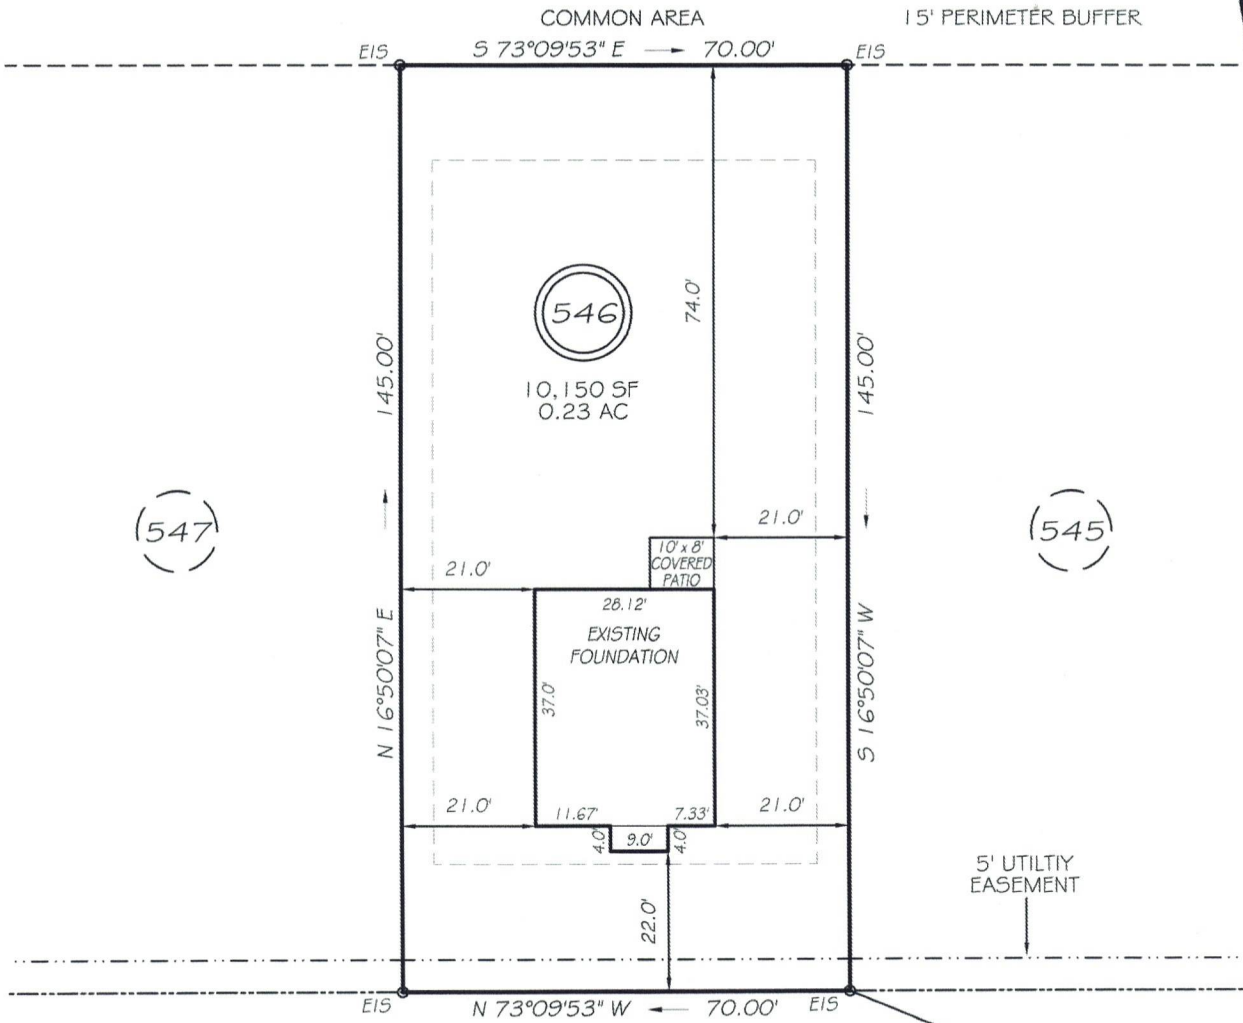 COMMON AREA
15' PERIMETER BUFFER
EIS
S 73°09'53" E
70.00'
EIS
546
10,150 SF
0.23 AC
74.0'
145.00'
145.00'
547
545
21.0'
10' x 8'
COVERED
PATIO
21.0'
28.12'
EXISTING
FOUNDATION
N 16°50'07" E
37.0'
37.03'
S 16°50'07" W
21.0'
11.67'
7.33'
21.0'
4.0'
9.0'
4.0'
5' UTILTIY
EASEMENT
22.0'
EIS
N 73°09'53" W
70.00'
EIS